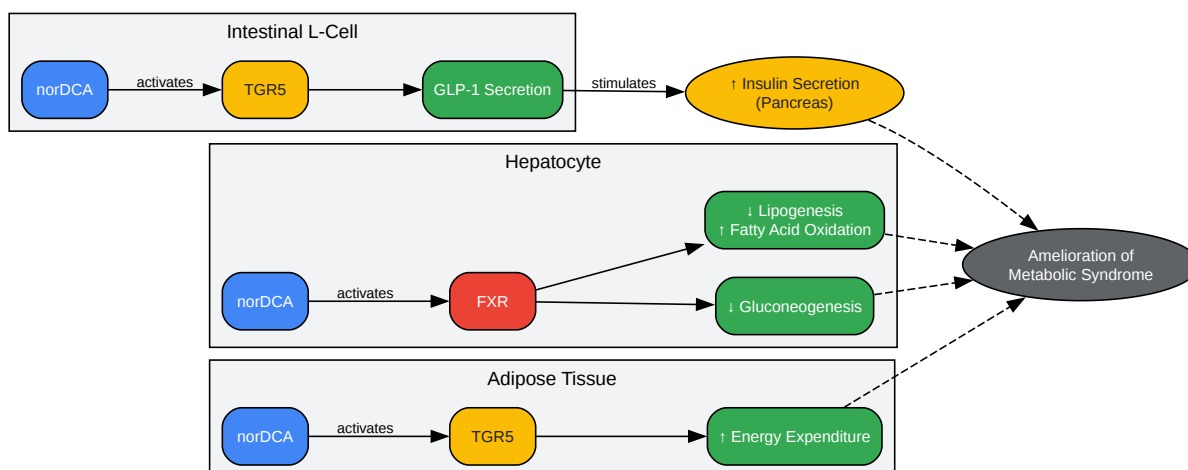 Intestinal L-Cell
norDCA
activates
TGR5
GLP-1 Secretion
stimulates
↑ Insulin Secretion
(Pancreas)
Hepatocyte
norDCA
activates
FXR
↓ Lipogenesis
↑ Fatty Acid Oxidation
↓ Gluconeogenesis
Amelioration of
Metabolic Syndrome
Adipose Tissue
norDCA
activates
TGR5
↑ Energy Expenditure